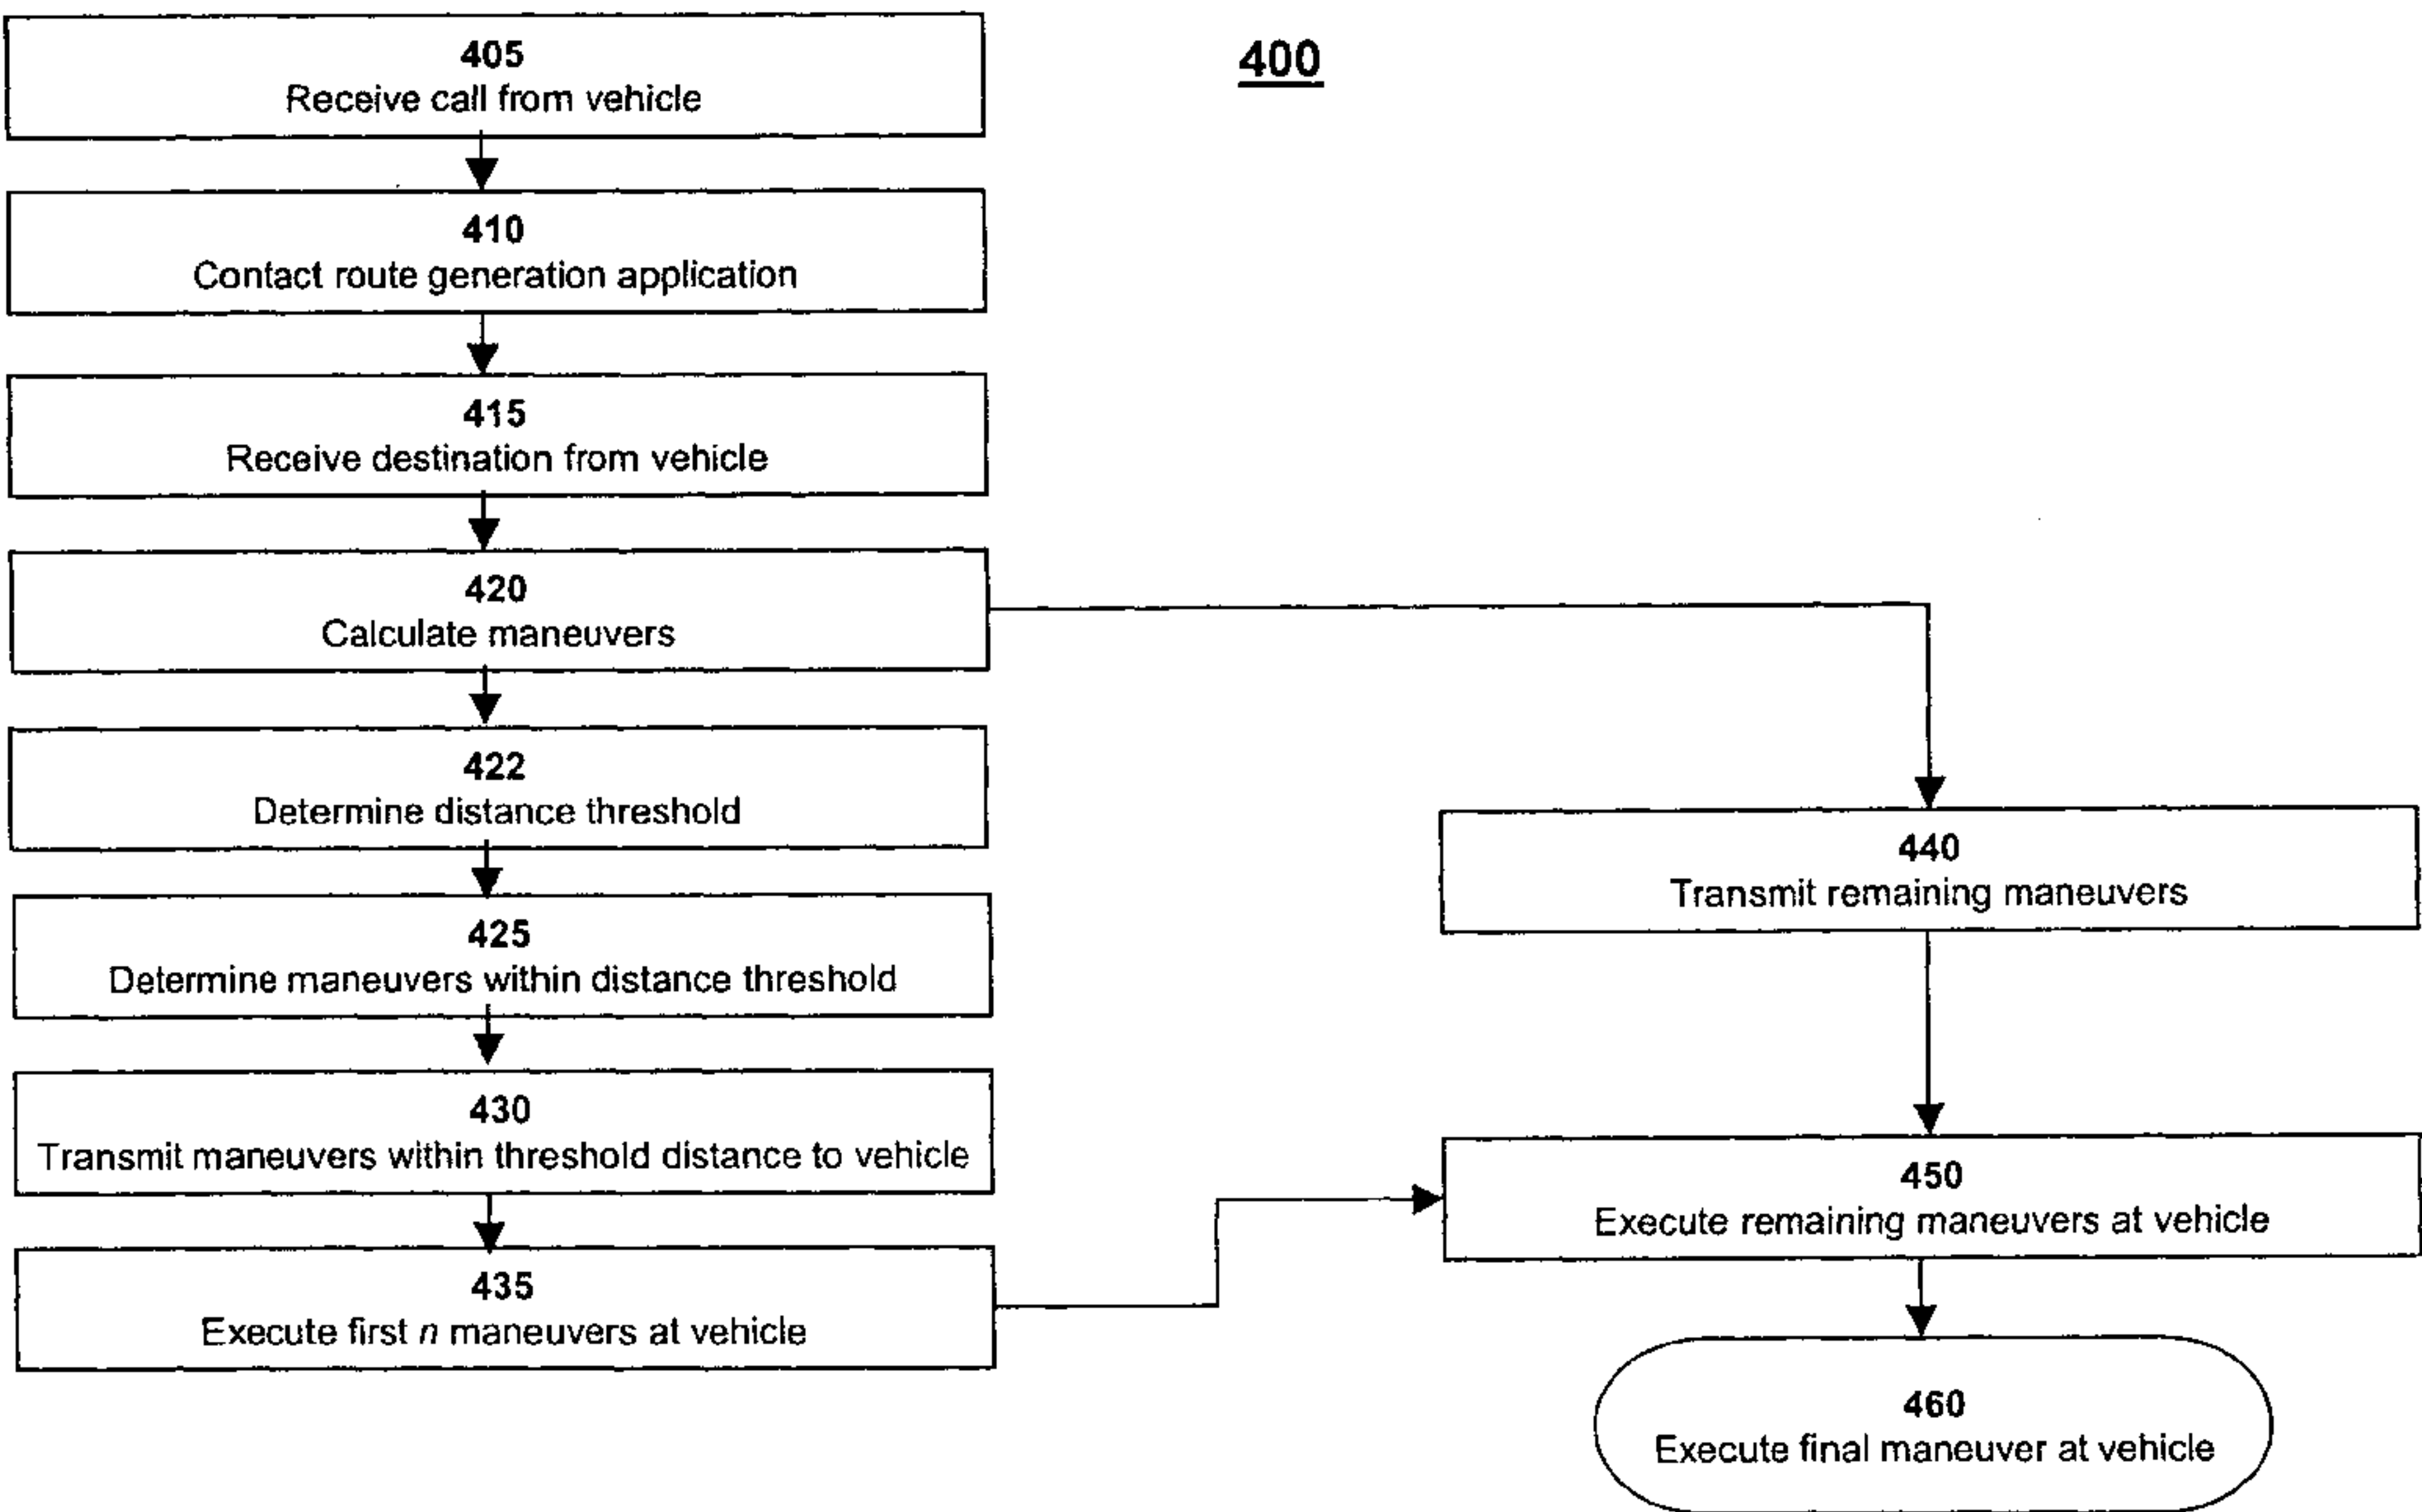 400
405
Receive call from vehicle
410
Contact route generation application
415
Receive destination from vehicle
420
Calculate maneuvers
422
Determine distance threshold
425
Determine maneuvers within distance threshold
430
Transmit maneuvers within threshold distance to vehicle
435
Execute first n maneuvers at vehicle
440
Transmit remaining maneuvers
450
Execute remaining maneuvers at vehicle
460
Execute final maneuver at vehicle